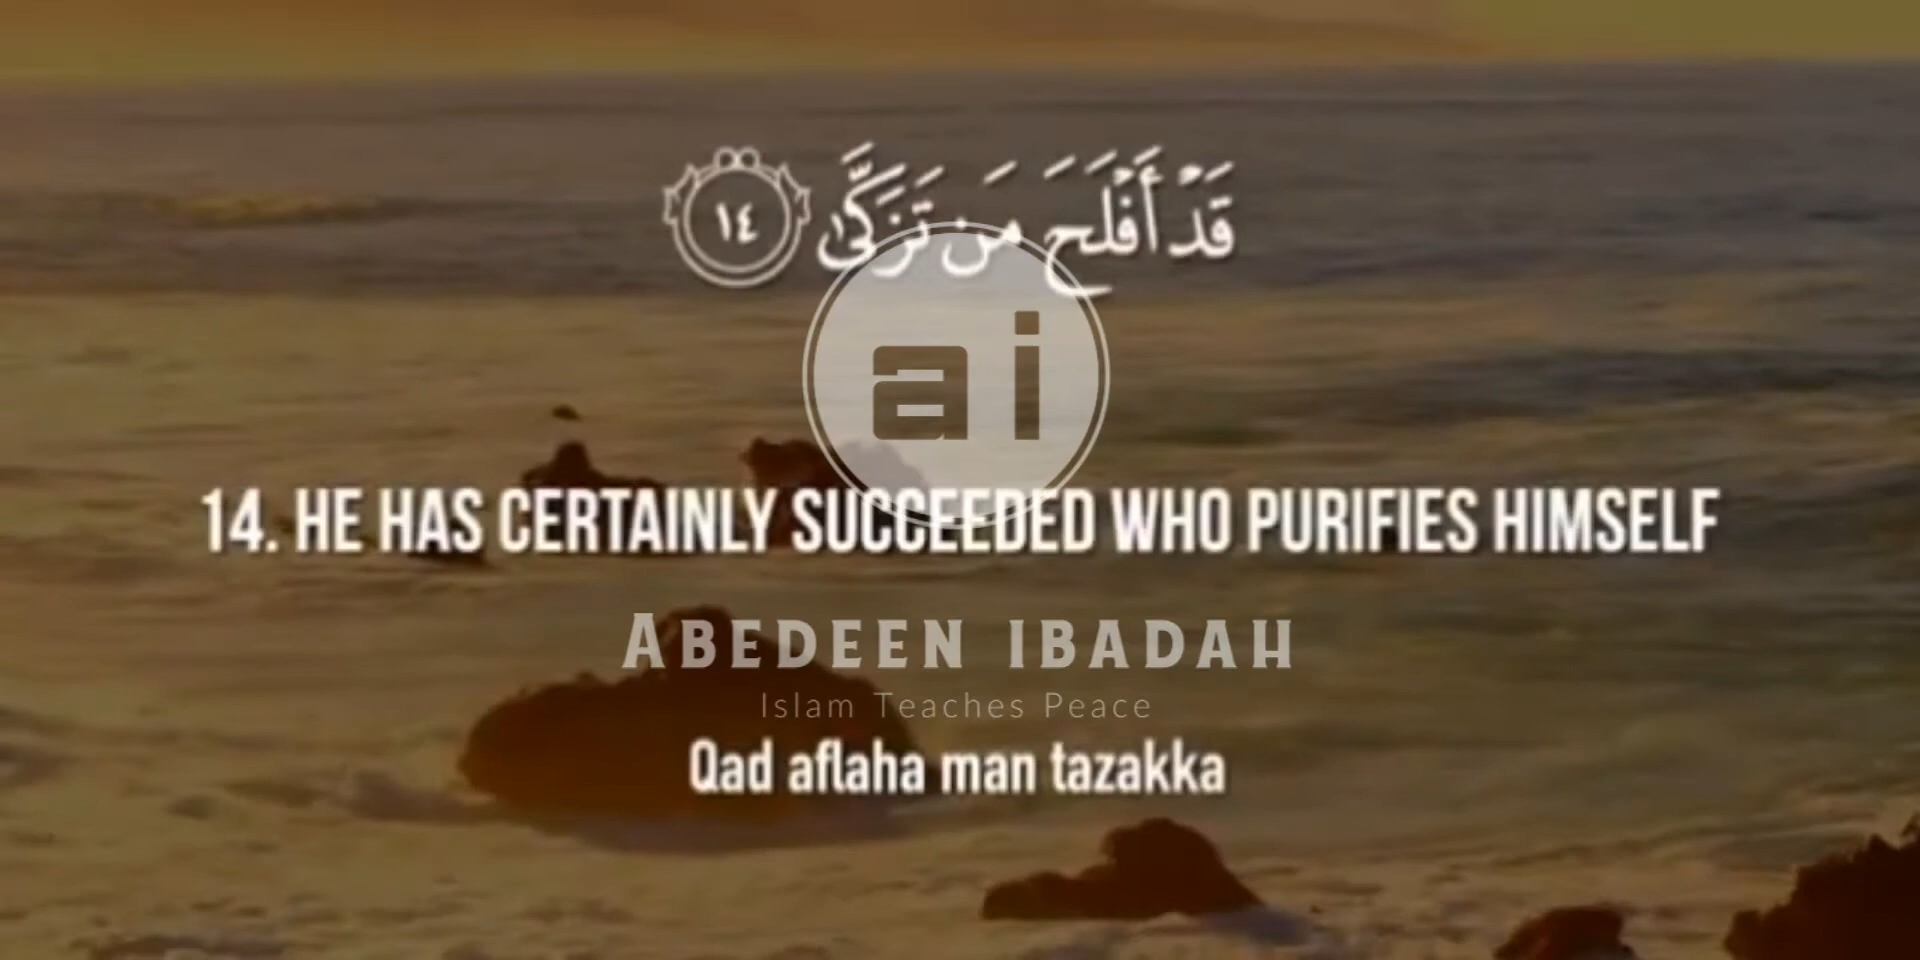 قَدْ أَفْلَحَ مَن تَزَكَّىٰ ١٤
ai
14. HE HAS CERTAINLY SUCCEEDED WHO PURIFIES HIMSELF
ABEDEEN IBADAH
Islam Teaches Peace
Qad aflaha man tazakka